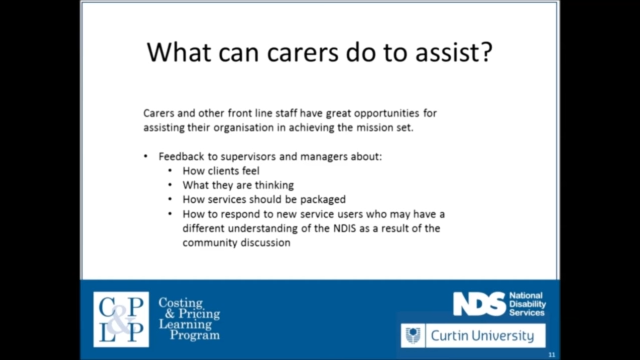 What can carers do to assist?
Carers and other front line staff have great opportunities for
assisting their organisation in achieving the mission set.
• Feedback to supervisors and managers about:
• How clients feel
• What they are thinking
• How services should be packaged
• How to respond to new service users who may have a
different understanding of the NDIS as a result of the
community discussion
C&P
L P
Costing
& Pricing
Learning
Program
NDS
National
Disability
Services
Curtin University
11